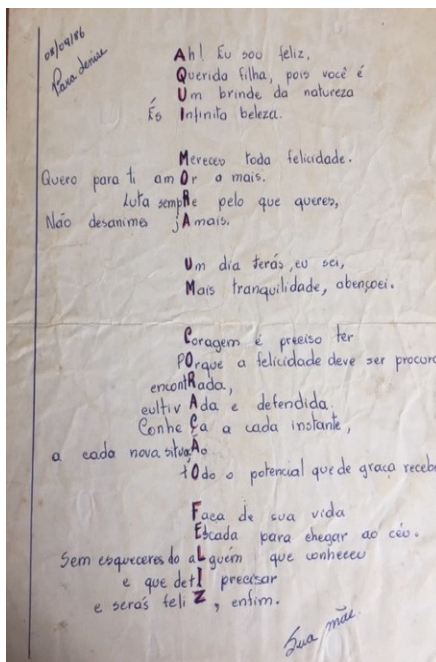 08/09/86
Para Denise
Ah! Eu sou feliz,
Querida filha, pois você é
Um brinde da natureza
És Infinita beleza.
Mereces toda felicidade.
Quero para ti amOr a mais.
Luta sempRe pelo que queres,
Não desanimes jAmais.
Um dia terás, eu sei,
Mais tranquilidade, abençoei.
Coragem é preciso ter
POrque a felicidade deve ser procura
encontRada,
cultivAda e defendida.
ConheÇa a cada instante,
a cada nova situaÇão
tOdo o potencial que de graça recebe
Faça de sua vida
Escada para chegar ao céu.
Sem esqueceres do aLguém que conheceu
e que de tI precisar
e serás feliZ, enfim.
Sua mãe.